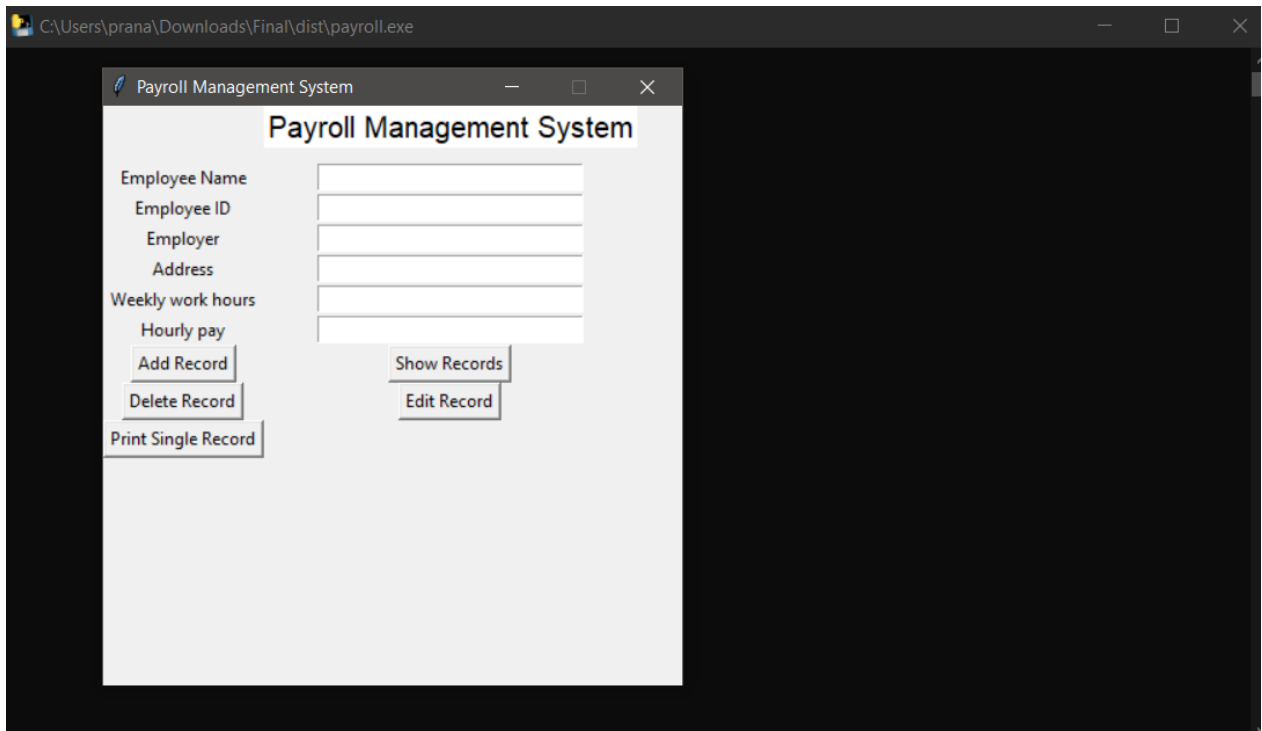 C:\Users\prana\Downloads\Final\dist\payroll.exe
Payroll Management System
Payroll Management System
Employee Name
Employee ID
Employer
Address
Weekly work hours
Hourly pay
Add Record Show Records
Delete Record Edit Record
Print Single Record